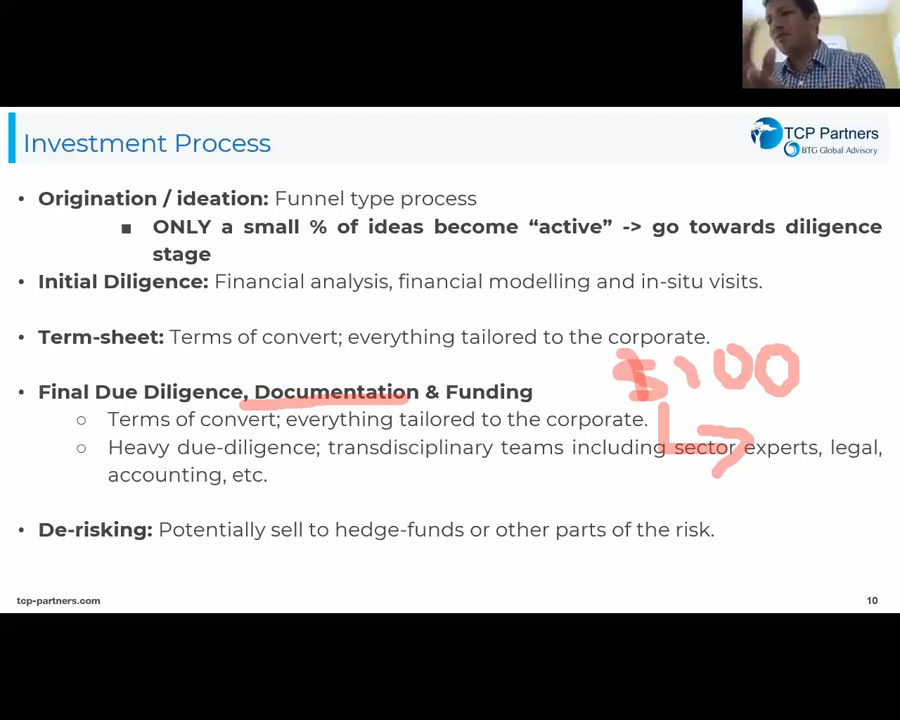 Investment Process
TCP Partners
BTG Global Advisory
• Origination / ideation: Funnel type process
■ ONLY a small % of ideas become “active” -> go towards diligence
stage
• Initial Diligence: Financial analysis, financial modelling and in-situ visits.
• Term-sheet: Terms of convert; everything tailored to the corporate.
$100
• Final Due Diligence, Documentation & Funding
○ Terms of convert; everything tailored to the corporate.
○ Heavy due-diligence; transdisciplinary teams including sector experts, legal,
accounting, etc.
• De-risking: Potentially sell to hedge-funds or other parts of the risk.
tcp-partners.com
10